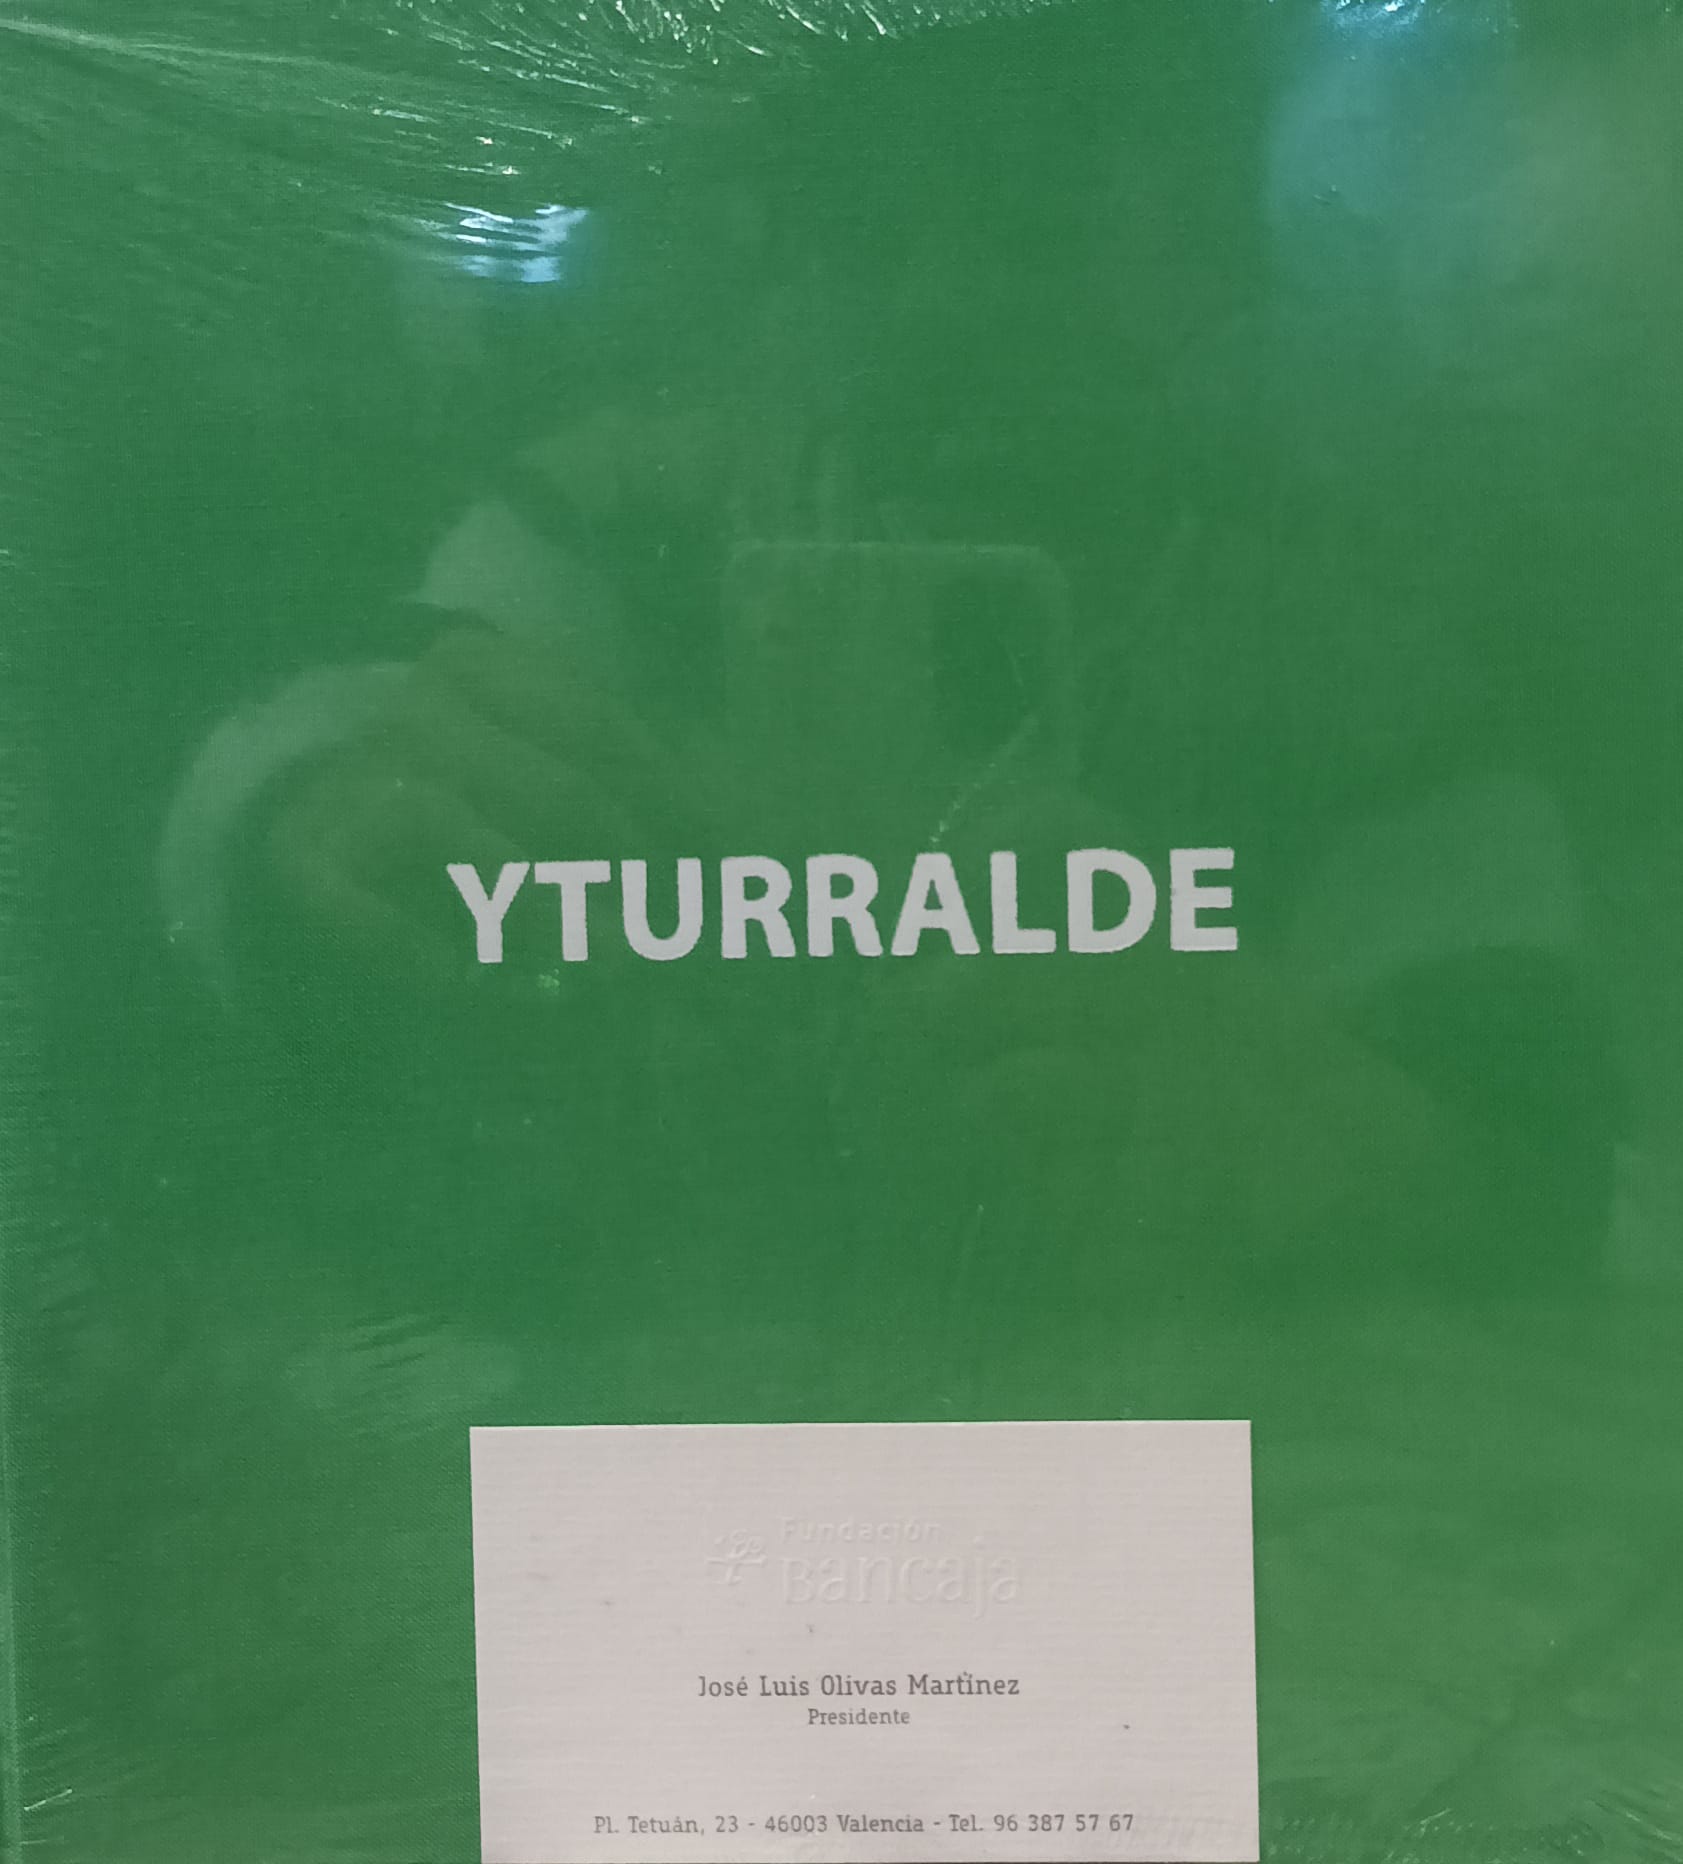 YTURRALDE
Fundación
Bancaja
José Luis Olivas Martínez
Presidente
Pl. Tetuán, 23 - 46003 Valencia - Tel. 96 387 57 67